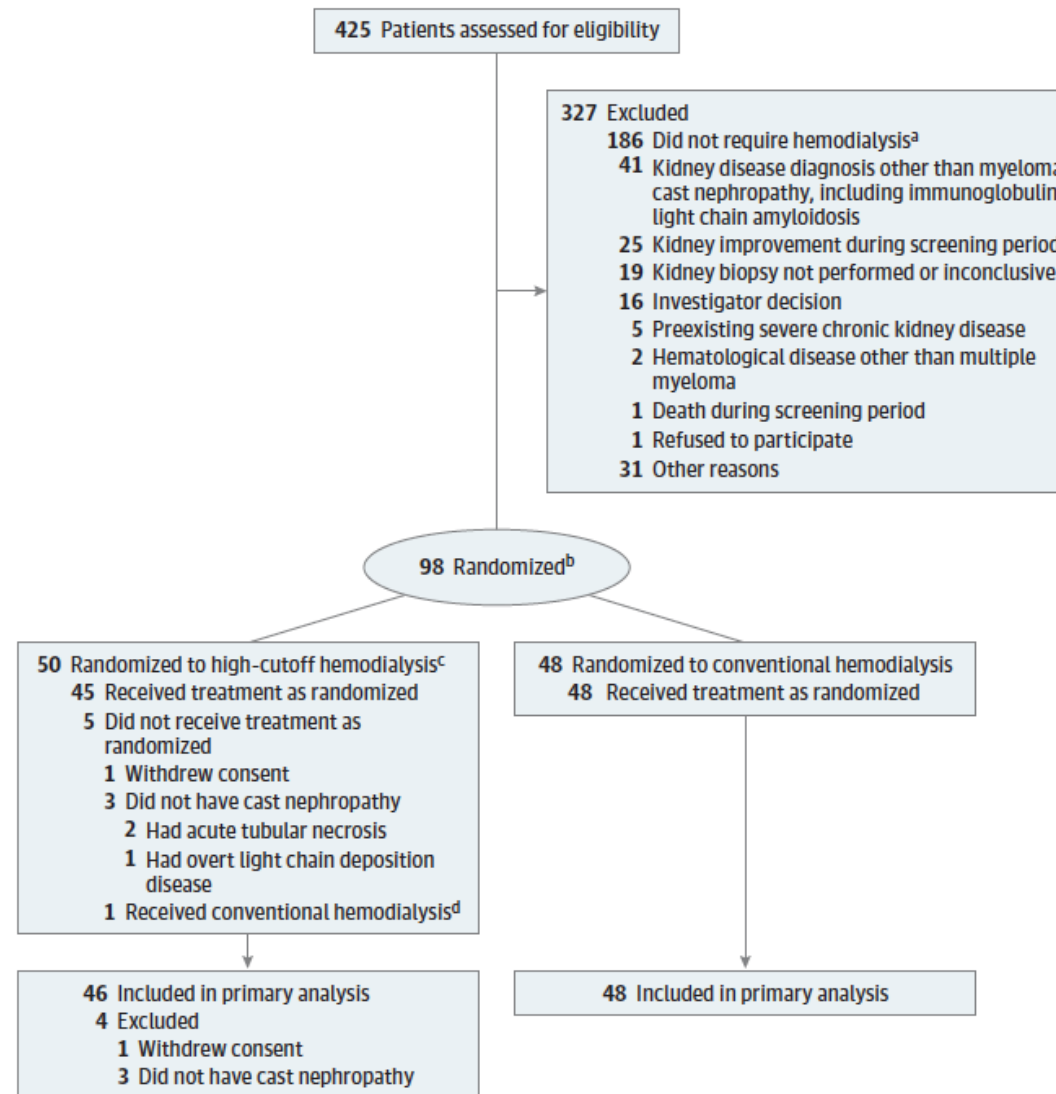 425 Patients assessed for eligibility
327 Excluded
186 Did not require hemodialysisᵃ
41 Kidney disease diagnosis other than myeloma
cast nephropathy, including immunoglobulin
light chain amyloidosis
25 Kidney improvement during screening period
19 Kidney biopsy not performed or inconclusive
16 Investigator decision
5 Preexisting severe chronic kidney disease
2 Hematological disease other than multiple
myeloma
1 Death during screening period
1 Refused to participate
31 Other reasons
98 Randomizedᵇ
50 Randomized to high-cutoff hemodialysisᶜ
45 Received treatment as randomized
5 Did not receive treatment as
randomized
1 Withdrew consent
3 Did not have cast nephropathy
2 Had acute tubular necrosis
1 Had overt light chain deposition
disease
1 Received conventional hemodialysisᵈ
48 Randomized to conventional hemodialysis
48 Received treatment as randomized
46 Included in primary analysis
4 Excluded
1 Withdrew consent
3 Did not have cast nephropathy
48 Included in primary analysis